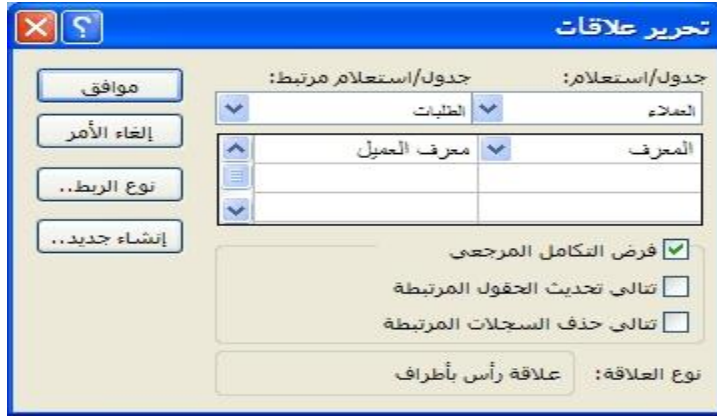 تحرير علاقات
جدول/استعلام: جدول/استعلام مرتبط:
العملاء الطلبات
المعرف معرف العميل
فرض التكامل المرجعي
تتالي تحديث الحقول المرتبطة
تتالي حذف السجلات المرتبطة
نوع العلاقة: علاقة رأس بأطراف
موافق
إلغاء الأمر
نوع الربط..
إنشاء جديد..